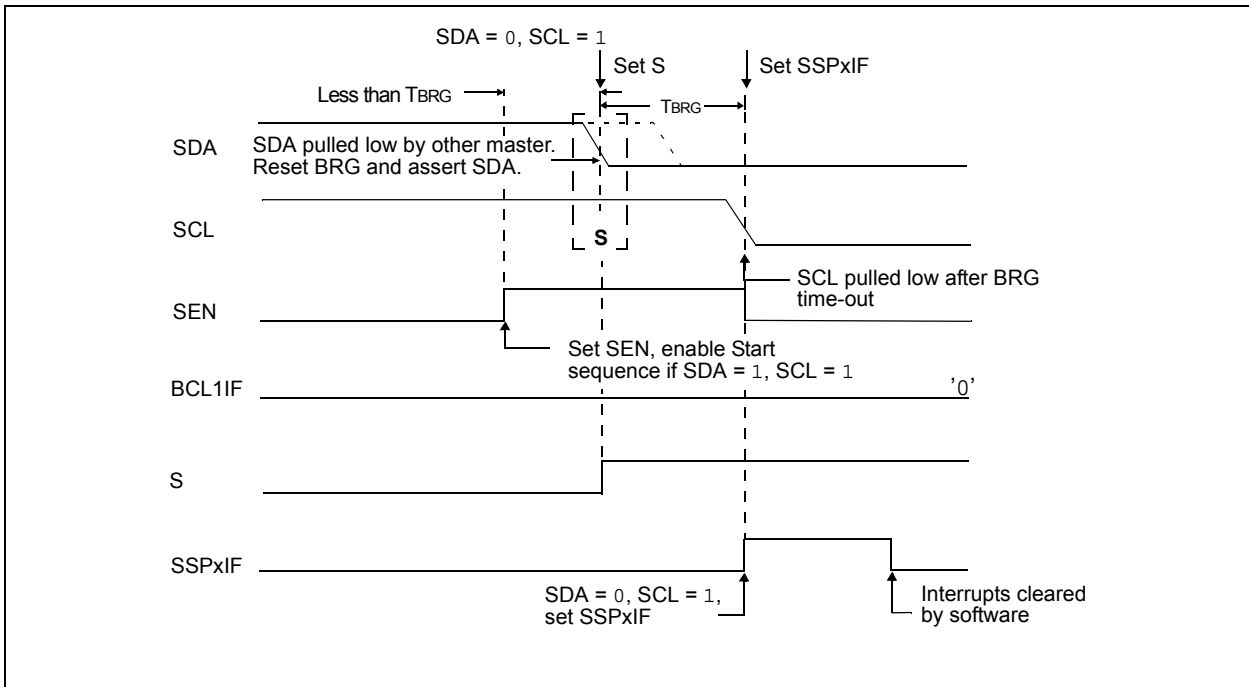 SDA = 0, SCL = 1
Set S
Set SSPxIF
Less than TBRG
TBRG
SDA
SDA pulled low by other master.
Reset BRG and assert SDA.
SCL
S
SCL pulled low after BRG
time-out
SEN
Set SEN, enable Start
sequence if SDA = 1, SCL = 1
BCL1IF
'0'
S
SSPxIF
SDA = 0, SCL = 1,
set SSPxIF
Interrupts cleared
by software